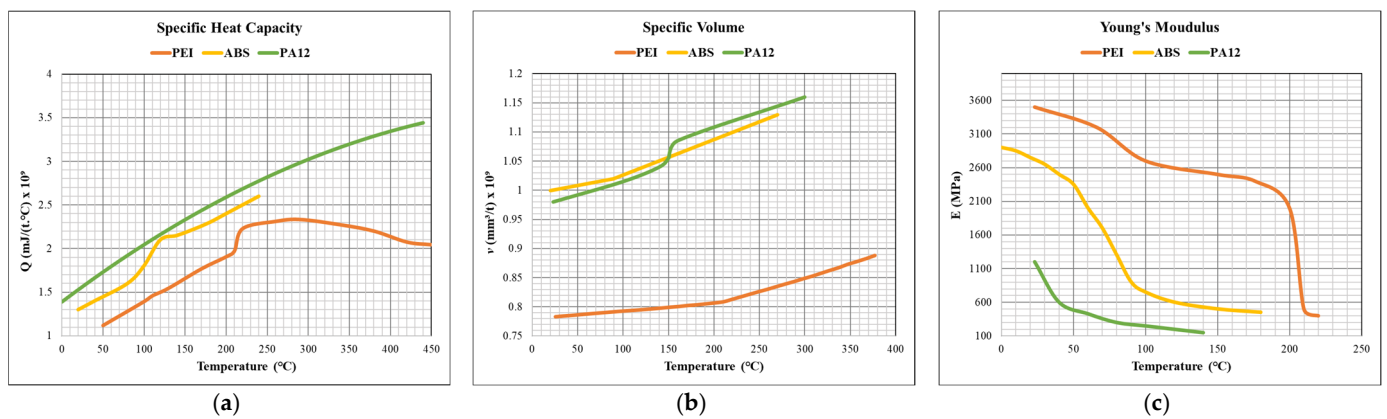 Specific Heat Capacity
PEI ABS PA12
4
3.5
3
2.5
2
1.5
1
Q (mJ/(t.°C) x 10⁹
0 50 100 150 200 250 300 350 400 450
Temperature (°C)
(a)
Specific Volume
PEI ABS PA12
1.2
1.15
1.1
1.05
1
0.95
0.9
0.85
0.8
0.75
v (mm³/t) x 10⁹
0 50 100 150 200 250 300 350 400
Temperature (°C)
(b)
Young's Moudulus
PEI ABS PA12
3600
3100
2600
2100
1600
1100
600
100
E (MPa)
0 50 100 150 200 250
Temperature (°C)
(c)